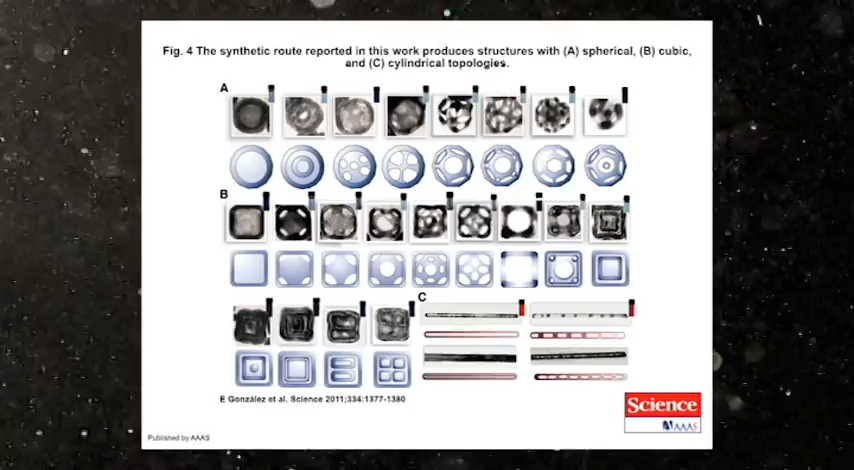 Fig. 4 The synthetic route reported in this work produces structures with (A) spherical, (B) cubic,
and (C) cylindrical topologies.
A
B
C
E González et al. Science 2011;334:1377-1380
Science
AAAS
Published by AAAS